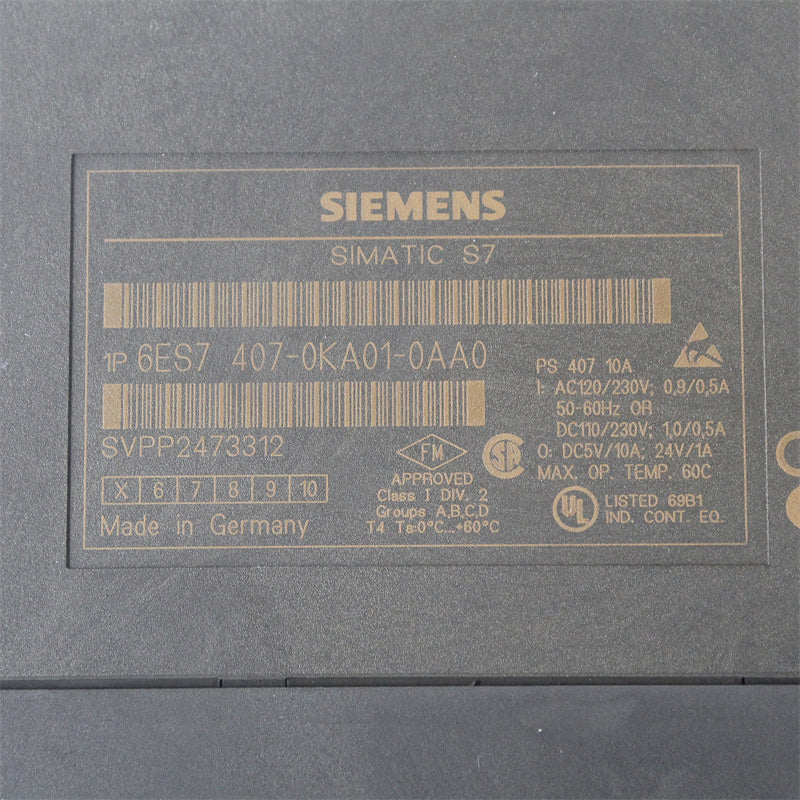 SIEMENS
SIMATIC S7
1P 6ES7 407-0KA01-0AA0
SVPP2473312
X 6 7 8 9 10
Made in Germany
FM
APPROVED
Class I DIV. 2
Groups A,B,C,D
T4 Ta=0°C...+60°C
SA
PS 407 10A
I: AC120/230V; 0,9/0,5A
50-60Hz OR
DC110/230V; 1,0/0,5A
O: DC5V/10A; 24V/1A
MAX. OP. TEMP. 60C
UL
LISTED 69B1
IND. CONT. EQ.